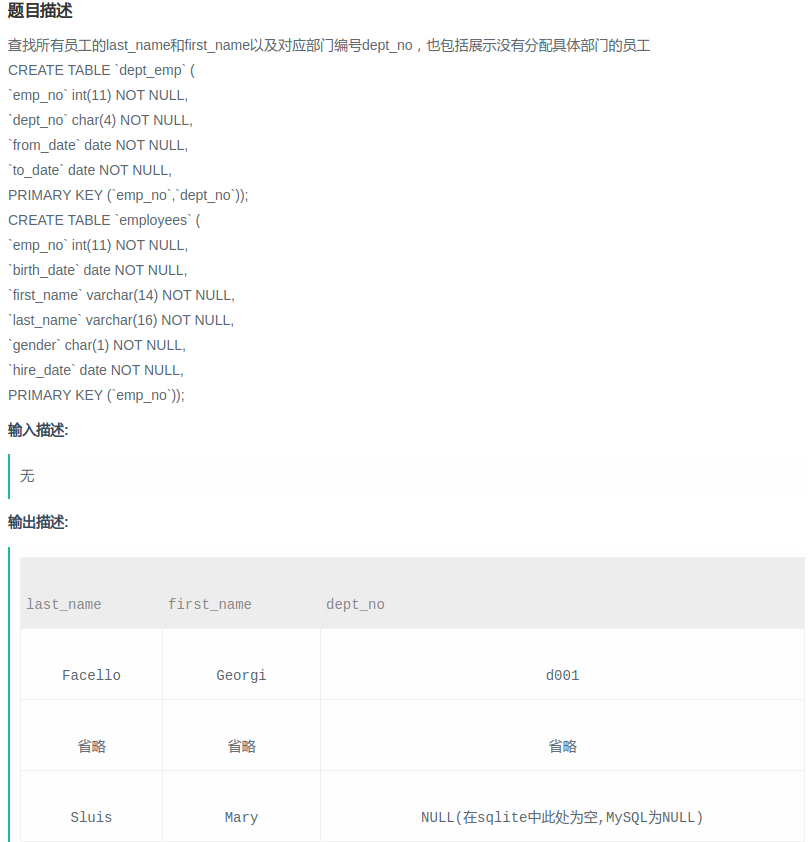 题目描述
查找所有员工的last_name和first_name以及对应部门编号dept_no，也包括展示没有分配具体部门的员工
CREATE TABLE `dept_emp` (
`emp_no` int(11) NOT NULL,
`dept_no` char(4) NOT NULL,
`from_date` date NOT NULL,
`to_date` date NOT NULL,
PRIMARY KEY (`emp_no`,`dept_no`));
CREATE TABLE `employees` (
`emp_no` int(11) NOT NULL,
`birth_date` date NOT NULL,
`first_name` varchar(14) NOT NULL,
`last_name` varchar(16) NOT NULL,
`gender` char(1) NOT NULL,
`hire_date` date NOT NULL,
PRIMARY KEY (`emp_no`));
输入描述:
无
输出描述:
last_name first_name dept_no
Facello Georgi d001
省略 省略 省略
Sluis Mary NULL(在sqlite中此处为空,MySQL为NULL)